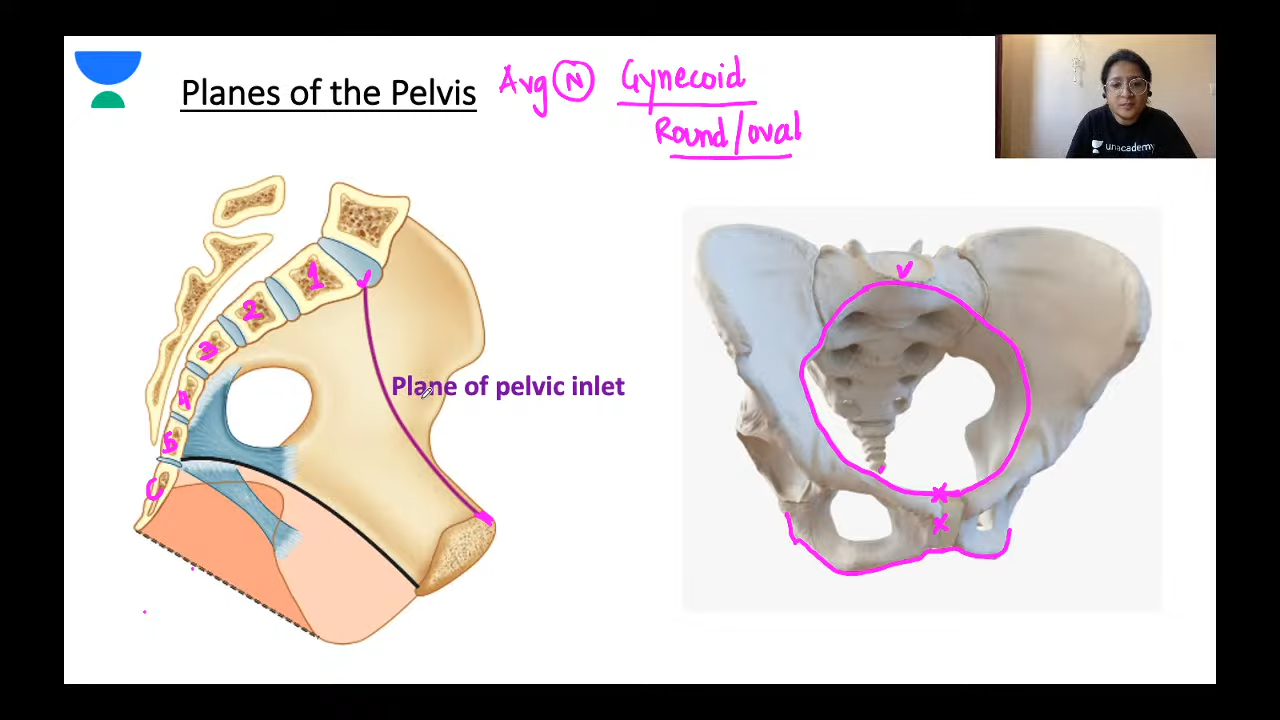 Planes of the Pelvis
Avg N Gynecoid
Round/oval
unacademy
1
2
3
4
5
C
Plane of pelvic inlet